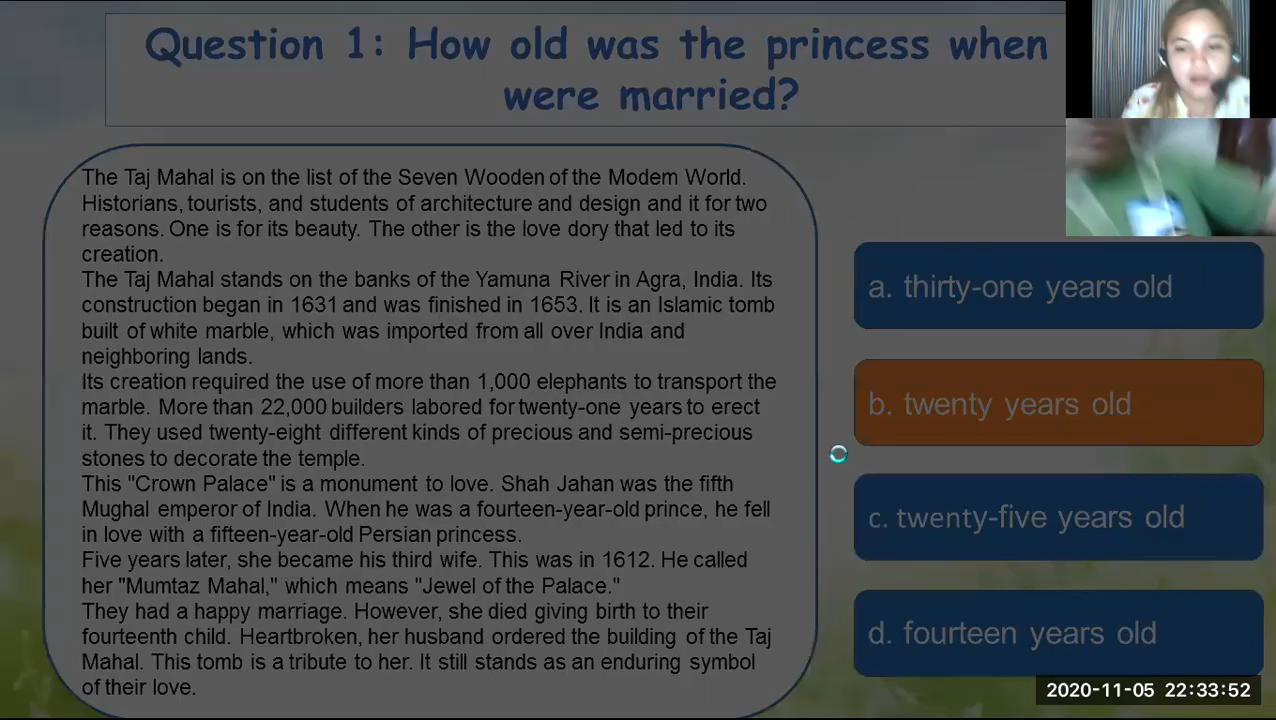 Question 1: How old was the princess when
were married?
The Taj Mahal is on the list of the Seven Wooden of the Modem World.
Historians, tourists, and students of architecture and design and it for two
reasons. One is for its beauty. The other is the love dory that led to its
creation.
The Taj Mahal stands on the banks of the Yamuna River in Agra, India. Its
construction began in 1631 and was finished in 1653. It is an Islamic tomb
built of white marble, which was imported from all over India and
neighboring lands.
Its creation required the use of more than 1,000 elephants to transport the
marble. More than 22,000 builders labored for twenty-one years to erect
it. They used twenty-eight different kinds of precious and semi-precious
stones to decorate the temple.
This "Crown Palace" is a monument to love. Shah Jahan was the fifth
Mughal emperor of India. When he was a fourteen-year-old prince, he fell
in love with a fifteen-year-old Persian princess.
Five years later, she became his third wife. This was in 1612. He called
her "Mumtaz Mahal," which means "Jewel of the Palace."
They had a happy marriage. However, she died giving birth to their
fourteenth child. Heartbroken, her husband ordered the building of the Taj
Mahal. This tomb is a tribute to her. It still stands as an enduring symbol
of their love.
a. thirty-one years old
b. twenty years old
c. twenty-five years old
d. fourteen years old
2020-11-05 22:33:52